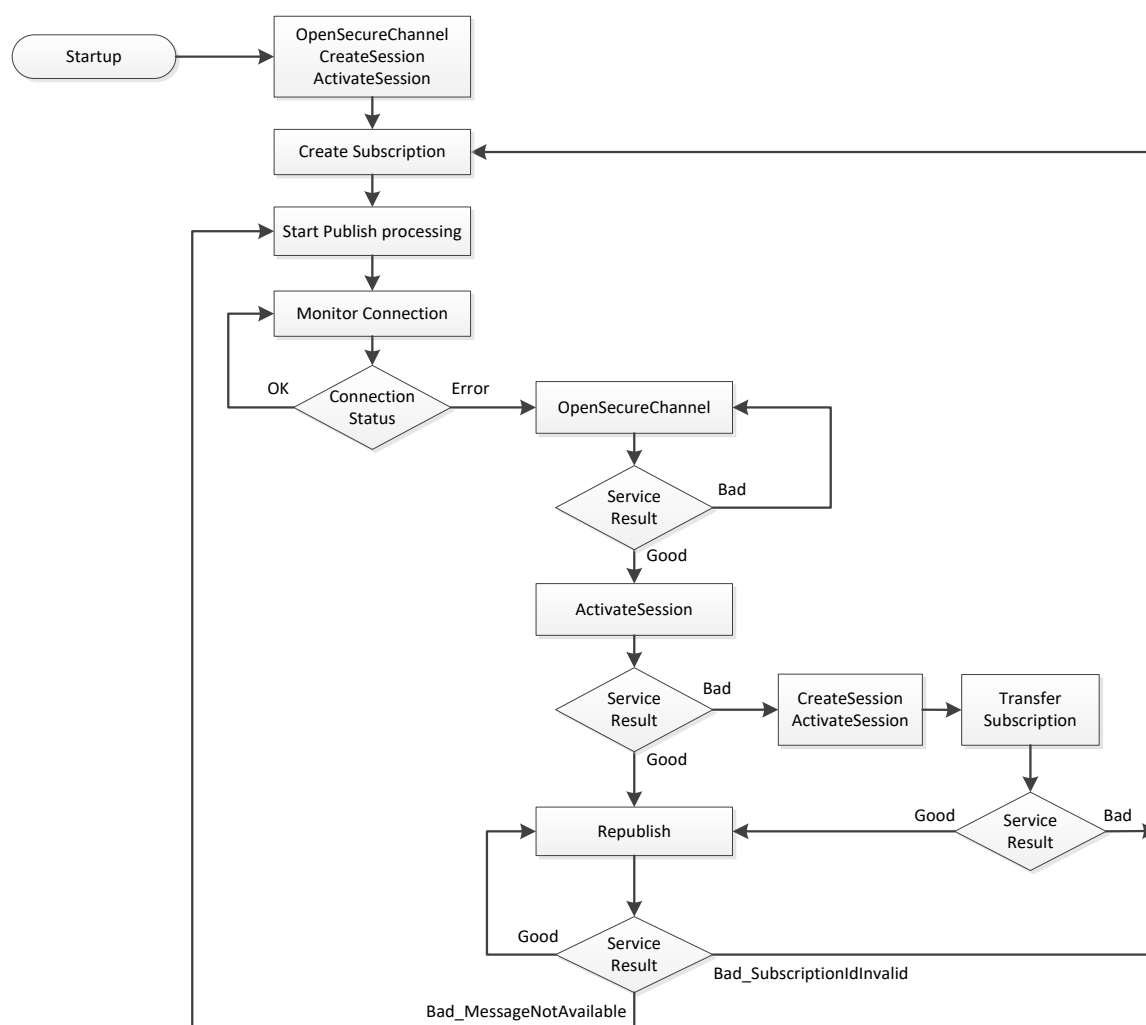 Startup
OpenSecureChannel
CreateSession
ActivateSession
Create Subscription
Start Publish processing
Monitor Connection
OK
Connection
Status
Error
OpenSecureChannel
Service
Result
Bad
Good
ActivateSession
Service
Result
Bad
CreateSession
ActivateSession
Transfer
Subscription
Good
Republish
Good
Service
Result
Bad
Good
Service
Result
Bad_SubscriptionIdInvalid
Bad_MessageNotAvailable